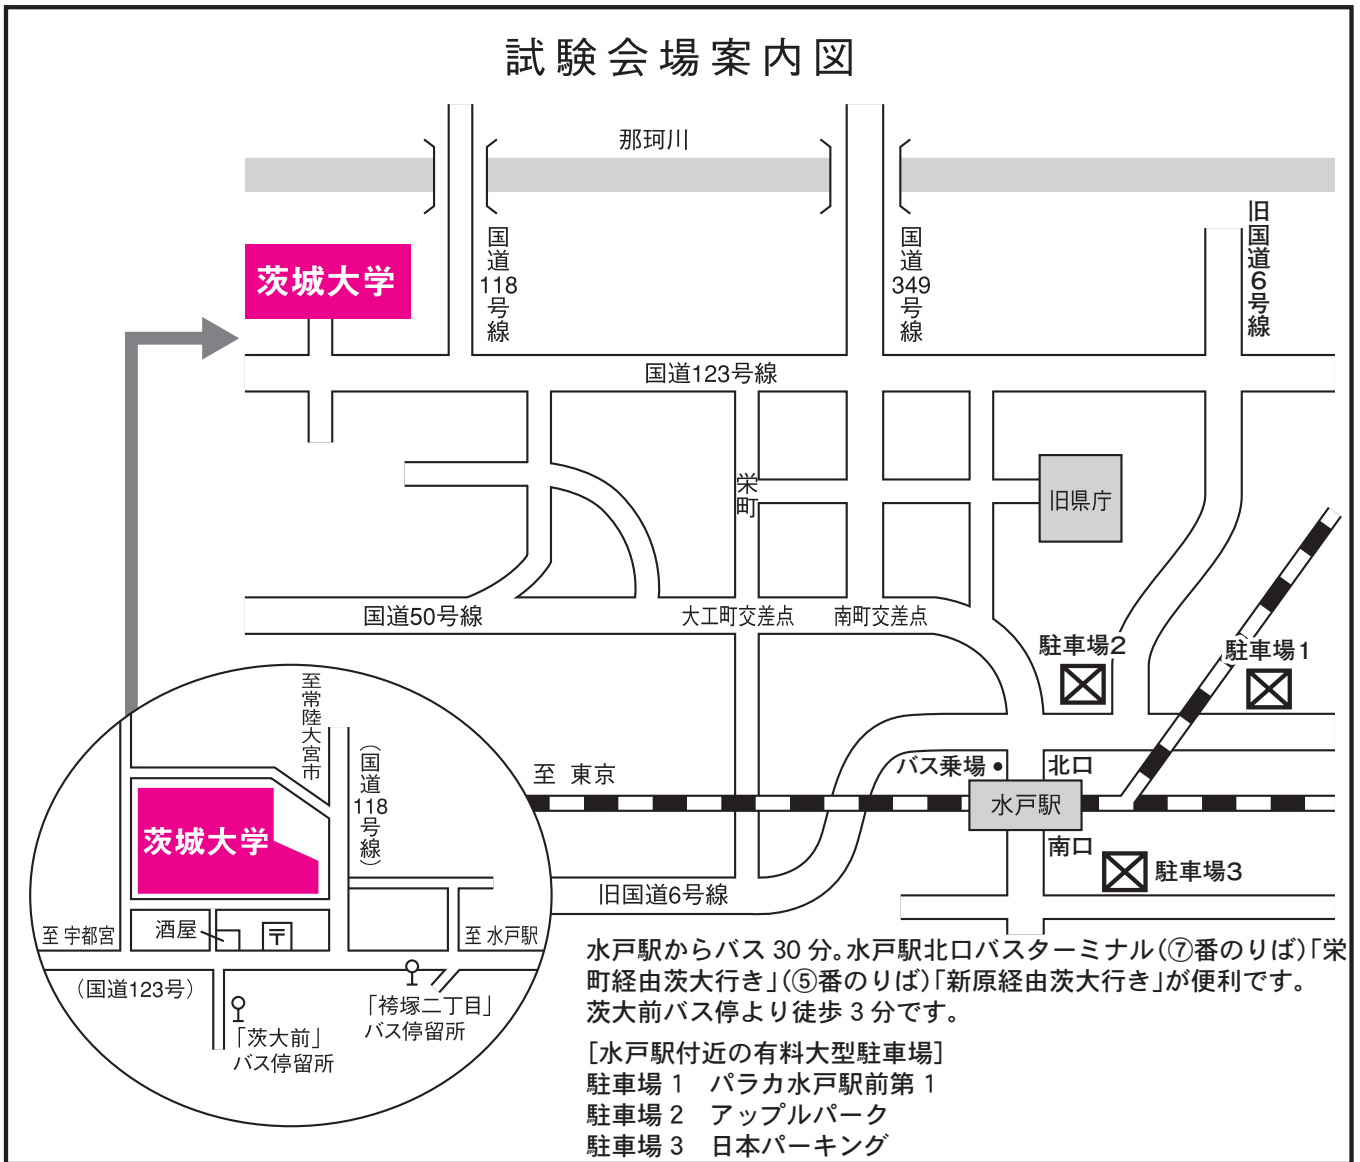 試験会場案内図
那珂川
国道118号線
国道349号線
旧国道6号線
茨城大学
国道123号線
栄町
旧県庁
国道50号線
大工町交差点
南町交差点
駐車場2
駐車場1
至 東京
バス乗場
北口
水戸駅
南口
駐車場3
旧国道6号線
至常陸大宮市
(国道118号線)
茨城大学
酒屋
〒
至 宇都宮
至 水戸駅
(国道123号)
「茨大前」
バス停留所
「袴塚二丁目」
バス停留所
水戸駅からバス 30 分。水戸駅北口バスターミナル(⑦番のりば)「栄
町経由茨大行き」(⑤番のりば)「新原経由茨大行き」が便利です。
茨大前バス停より徒歩 3 分です。
[水戸駅付近の有料大型駐車場]
駐車場 1　パラカ水戸駅前第 1
駐車場 2　アップルパーク
駐車場 3　日本パーキング